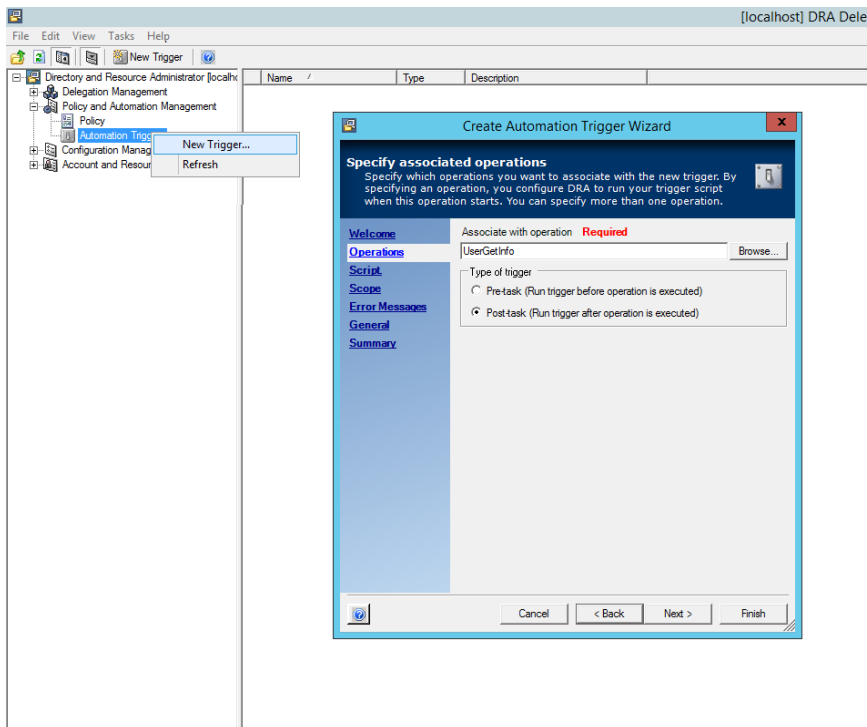 [localhost] DRA Dele
File Edit View Tasks Help
New Trigger
Directory and Resource Administrator [localho
Delegation Management
Policy and Automation Management
Policy
Automation Trigg
Configuration Manag
Account and Resour
New Trigger...
Refresh
Name Type Description
Create Automation Trigger Wizard
Specify associated operations
Specify which operations you want to associate with the new trigger. By
specifying an operation, you configure DRA to run your trigger script
when this operation starts. You can specify more than one operation.
Welcome
Operations
Script
Scope
Error Messages
General
Summary
Associate with operation Required
UserGetInfo Browse...
Type of trigger
Pre-task (Run trigger before operation is executed)
Post-task (Run trigger after operation is executed)
Cancel < Back Next > Finish